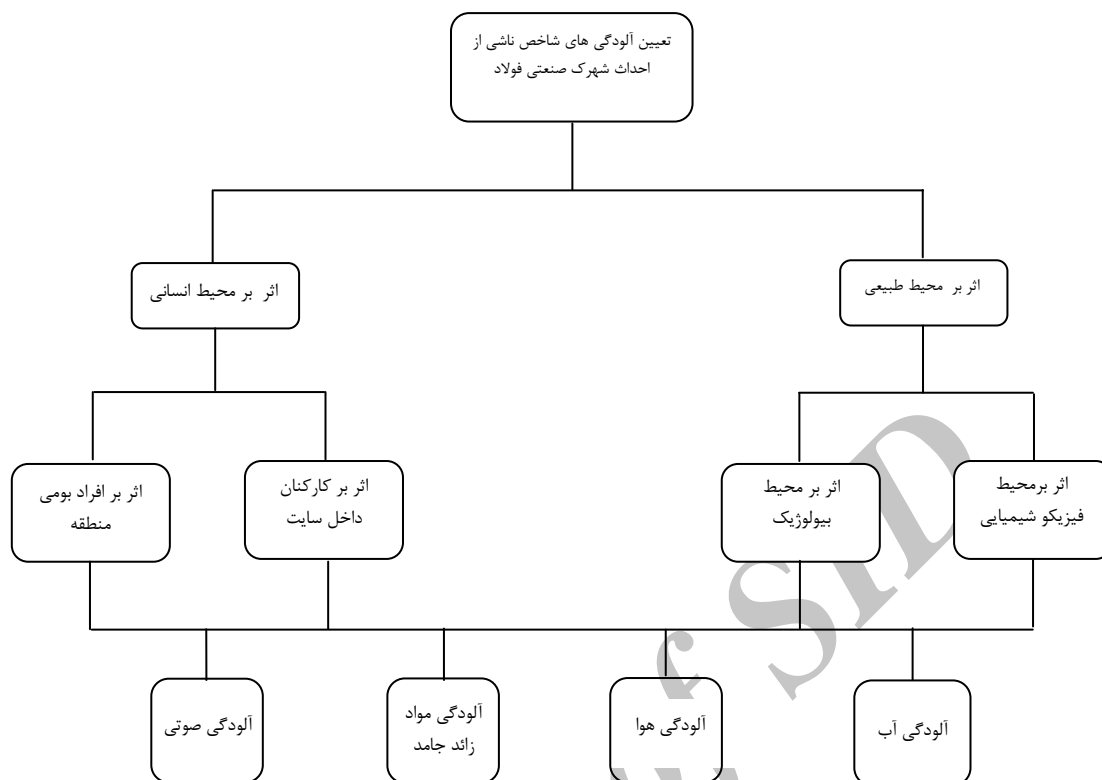 تعیین آلودگی های شاخص ناشی از
احداث شهرک صنعتی فولاد
اثر بر محیط طبیعی
اثر بر محیط انسانی
اثر برمحیط
فیزیکو شیمیایی
اثر بر محیط
بیولوژیک
اثر بر کارکنان
داخل سایت
اثر بر افراد بومی
منطقه
آلودگی آب
آلودگی هوا
آلودگی مواد
زائد جامد
آلودگی صوتی
f SID